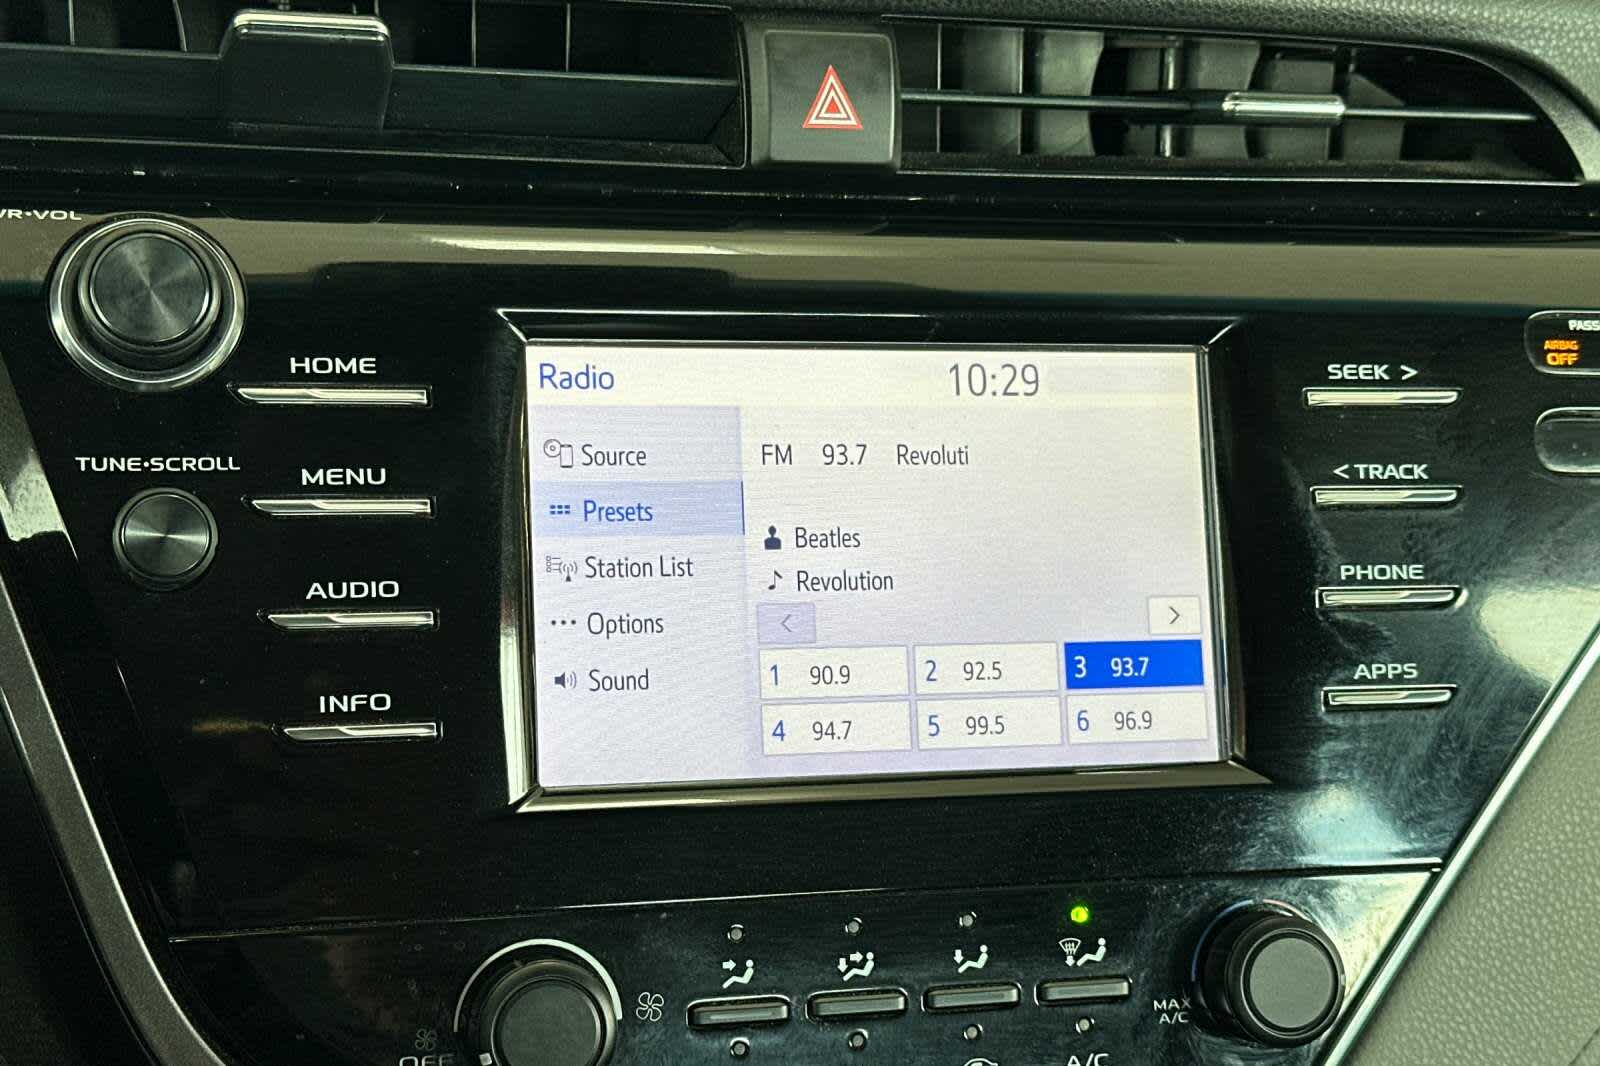 VR•VOL
PASS
AIRBAG
OFF
HOME
SEEK >
Radio
10:29
Source
FM 93.7 Revoluti
TUNE•SCROLL
MENU
< TRACK
Presets
Beatles
Station List
Revolution
AUDIO
PHONE
Options
<
>
1 90.9
2 92.5
3 93.7
Sound
INFO
APPS
4 94.7
5 99.5
6 96.9
MAX
A/C
OFF
A/C